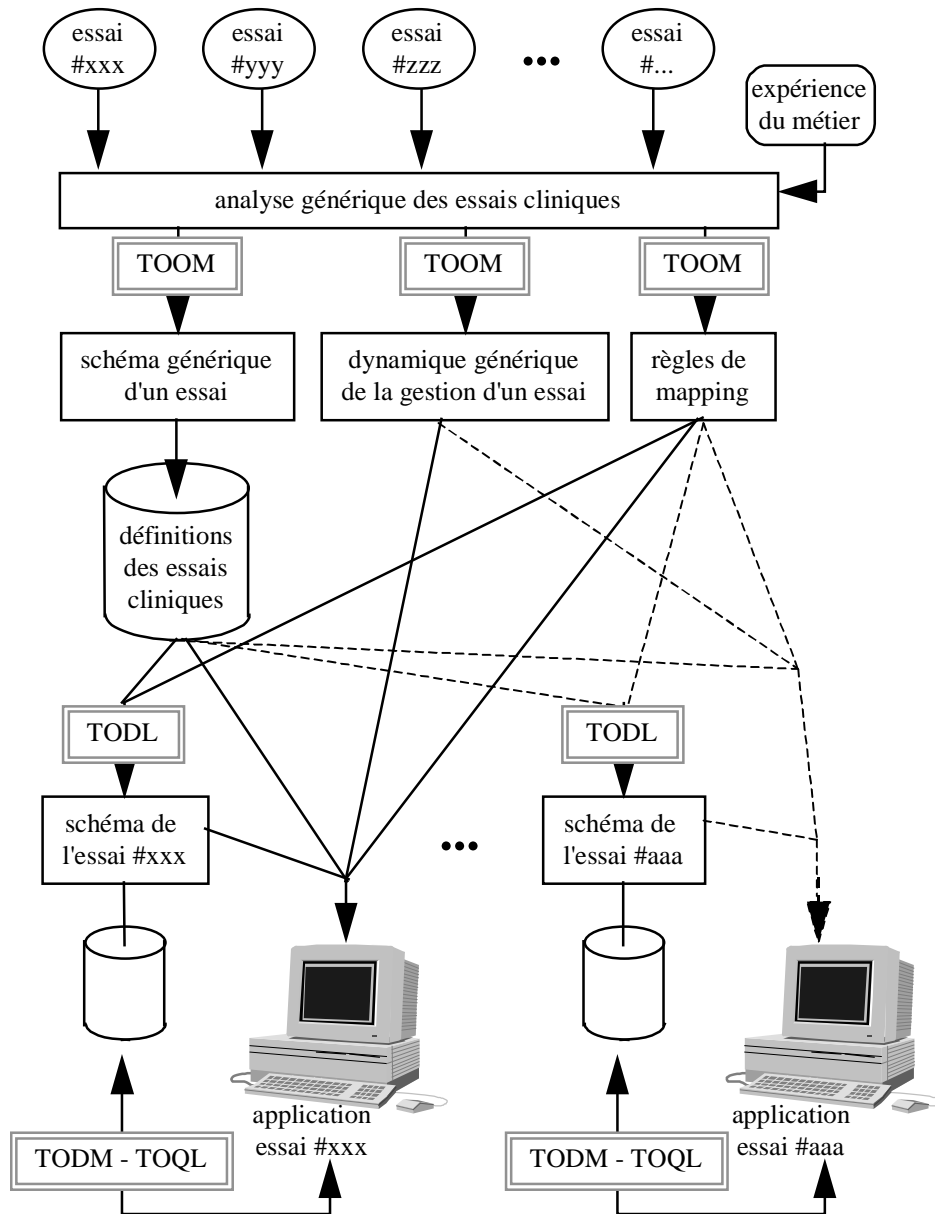 essai
#xxx
essai
#yyy
essai
#zzz
•••
essai
#...
expérience
du métier
analyse générique des essais cliniques
TOOM
TOOM
TOOM
schéma générique
d'un essai
dynamique générique
de la gestion d'un essai
règles de
mapping
définitions
des essais
cliniques
TODL
TODL
schéma de
l'essai #xxx
•••
schéma de
l'essai #aaa
application
essai #xxx
application
essai #aaa
TODM - TOQL
TODM - TOQL